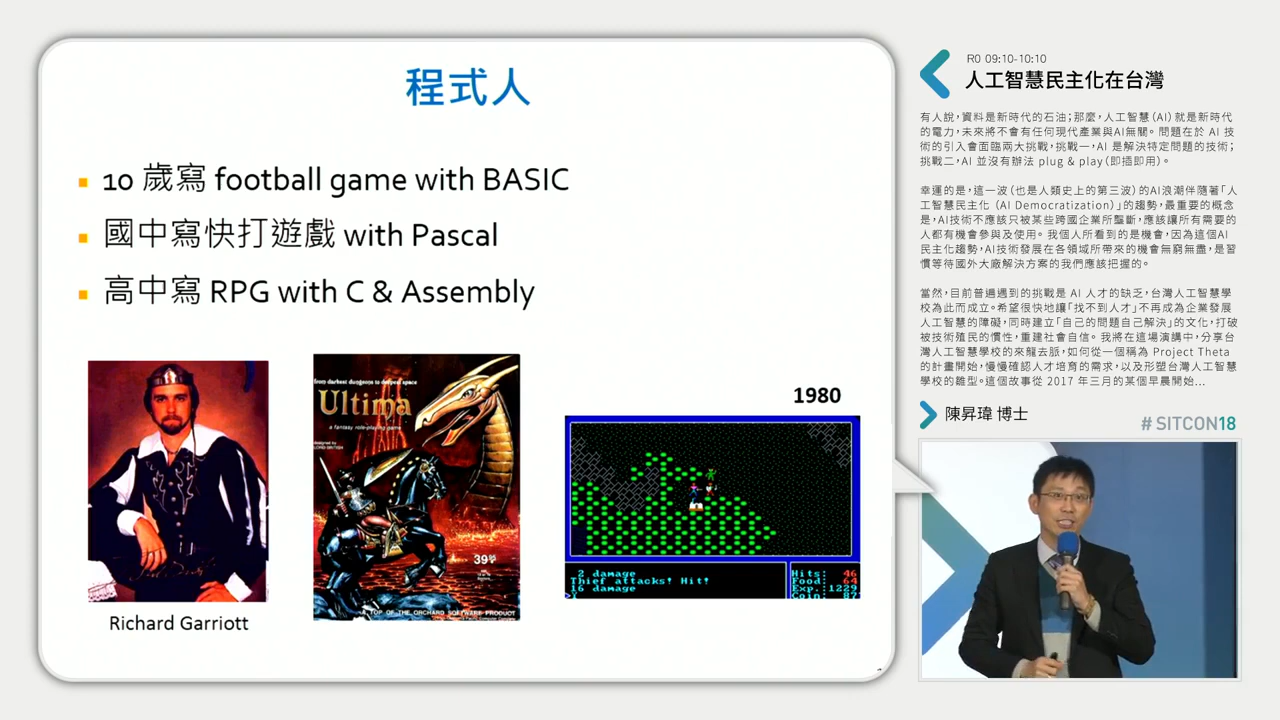 程式人
10 歲寫 football game with BASIC
國中寫快打遊戲 with Pascal
高中寫 RPG with C & Assembly
from darkest dungeons to deepest space
Ultima
a fantasy role-playing game
designed by
LORD BRITISH
39
A TOP OF THE ORCHARD SOFTWARE PRODUCT
Richard Garriott
1980
2 damage
Thief attacks! Hit!
16 damage
Hits: 46
Food: 64
Exp.: 1229
Coin: 87
R0 09:10-10:10
人工智慧民主化在台灣
有人說,資料是新時代的石油;那麼,人工智慧(AI)就是新時代
的電力,未來將不會有任何現代產業與AI無關。問題在於 AI 技
術的引入會面臨兩大挑戰,挑戰一,AI 是解決特定問題的技術;
挑戰二,AI 並沒有辦法 plug & play(即插即用)。
幸運的是,這一波(也是人類史上的第三波)的AI浪潮伴隨著「人
工智慧民主化(AI Democratization)」的趨勢,最重要的概念
是,AI技術不應該只被某些跨國企業所壟斷,應該讓所有需要的
人都有機會參與及使用。我個人所看到的是機會,因為這個AI
民主化趨勢,AI技術發展在各領域所帶來的機會無窮無盡,是習
慣等待國外大廠解決方案的我們應該把握的。
當然,目前普遍遇到的挑戰是 AI 人才的缺乏,台灣人工智慧學
校為此而成立。希望很快地讓「找不到人才」不再成為企業發展
人工智慧的障礙,同時建立「自己的問題自己解決」的文化,打破
被技術殖民的慣性,重建社會自信。我將在這場演講中,分享台
灣人工智慧學校的來龍去脈,如何從一個稱為 Project Theta
的計畫開始,慢慢確認人才培育的需求,以及形塑台灣人工智慧
學校的雛型。這個故事從 2017 年三月的某個早晨開始...
陳昇瑋 博士
# SITCON18